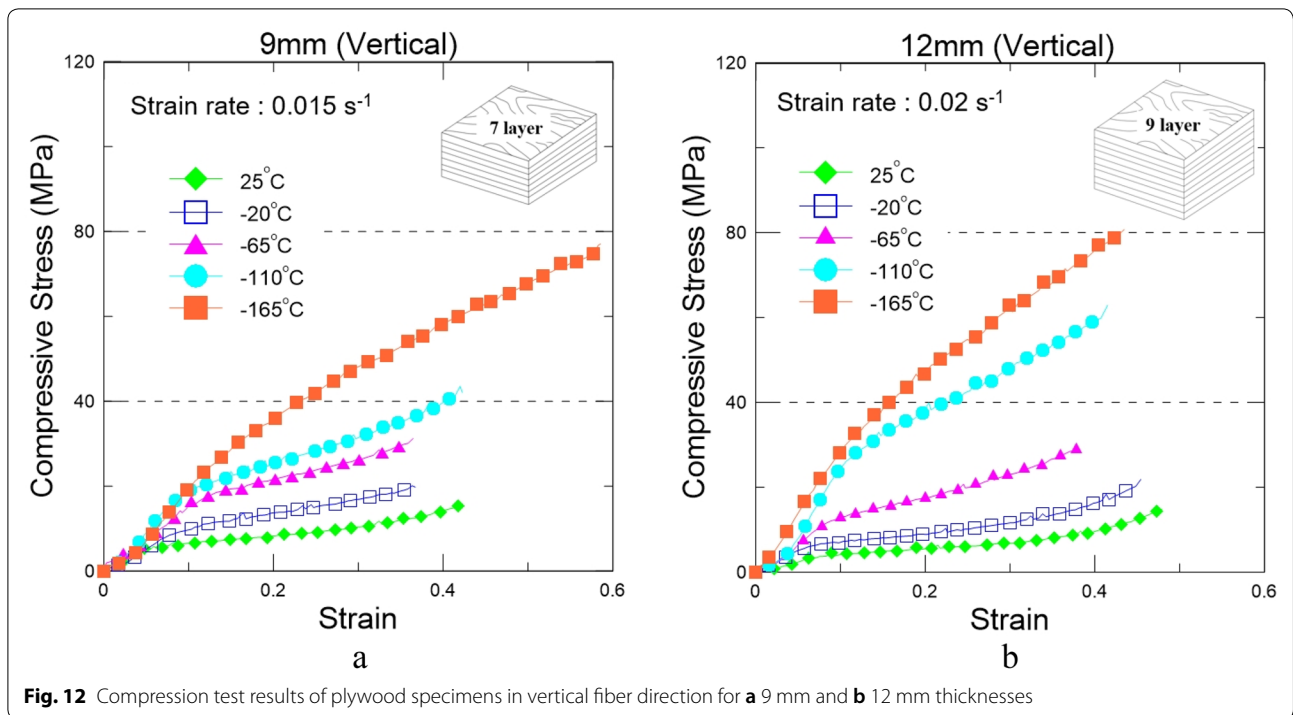 9mm (Vertical)
120
80
40
0
0
0.2
0.4
0.6
Compressive Stress (MPa)
Strain
Strain rate : 0.015 s⁻¹
7 layer
25°C
-20°C
-65°C
-110°C
-165°C
a
12mm (Vertical)
120
80
40
0
0
0.2
0.4
0.6
Compressive Stress (MPa)
Strain
Strain rate : 0.02 s⁻¹
9 layer
25°C
-20°C
-65°C
-110°C
-165°C
b
Fig. 12 Compression test results of plywood specimens in vertical fiber direction for a 9 mm and b 12 mm thicknesses